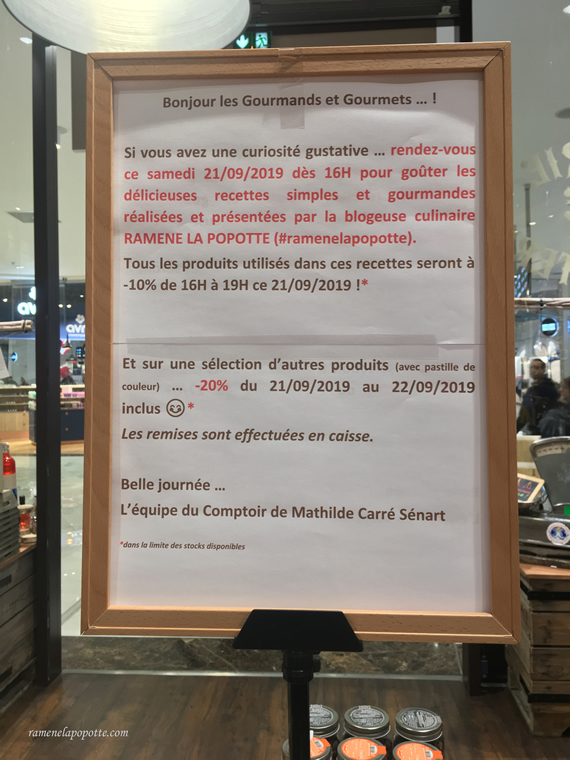 Bonjour les Gourmands et Gourmets ... !
Si vous avez une curiosité gustative ... rendez-vous
ce samedi 21/09/2019 dès 16H pour goûter les
délicieuses recettes simples et gourmandes
réalisées et présentées par la blogeuse culinaire
RAMENE LA POPOTTE (#ramenelapopotte).
Tous les produits utilisés dans ces recettes seront à
-10% de 16H à 19H ce 21/09/2019 !*
Et sur une sélection d'autres produits (avec pastille de
couleur) ... -20% du 21/09/2019 au 22/09/2019
inclus 😊*
Les remises sont effectuées en caisse.
Belle journée ...
L'équipe du Comptoir de Mathilde Carré Sénart
*dans la limite des stocks disponibles
ramenelapopotte.com